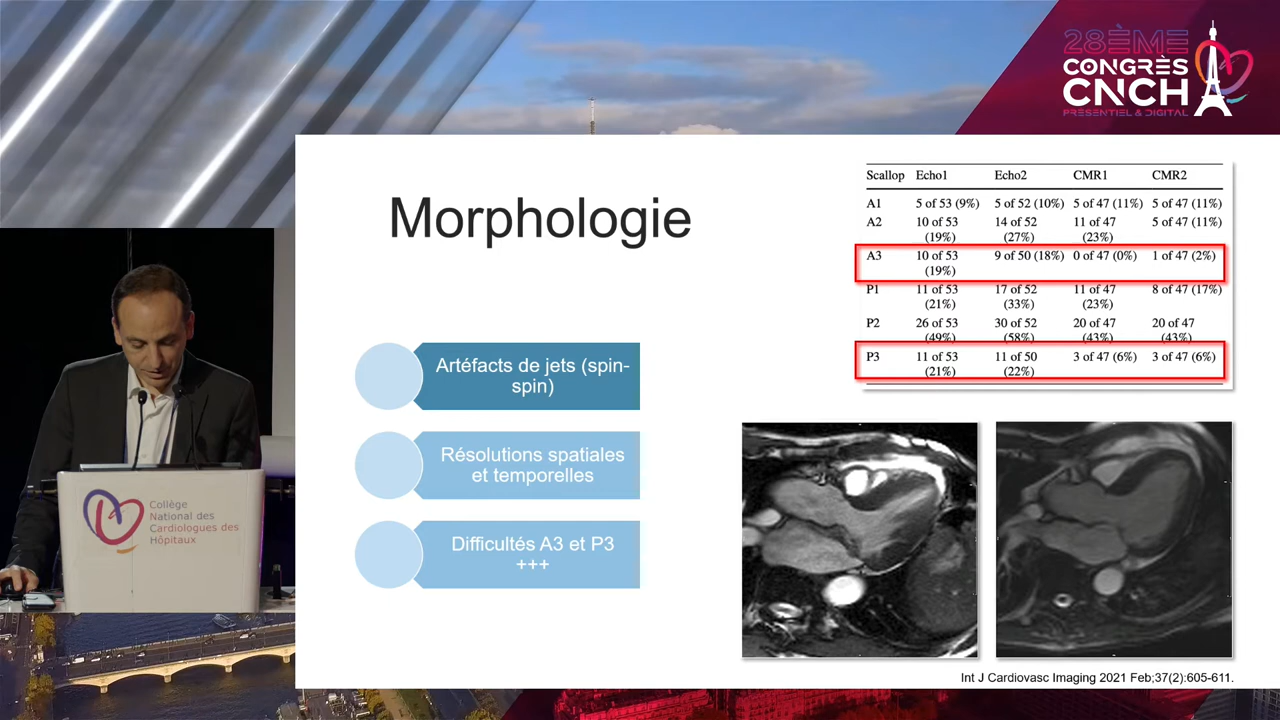 28ÈME
CONGRÈS
CNCH
PRÉSENTIEL & DIGITAL
Morphologie
Scallop Echo1 Echo2 CMR1 CMR2
A1 5 of 53 (9%) 5 of 52 (10%) 5 of 47 (11%) 5 of 47 (11%)
A2 10 of 53 14 of 52 11 of 47 5 of 47 (11%)
(19%) (27%) (23%)
A3 10 of 53 9 of 50 (18%) 0 of 47 (0%) 1 of 47 (2%)
(19%)
P1 11 of 53 17 of 52 11 of 47 8 of 47 (17%)
(21%) (33%) (23%)
P2 26 of 53 30 of 52 20 of 47 20 of 47
(49%) (58%) (43%) (43%)
P3 11 of 53 11 of 50 3 of 47 (6%) 3 of 47 (6%)
(21%) (22%)
Artéfacts de jets (spin-
spin)
Résolutions spatiales
et temporelles
Difficultés A3 et P3
+++
Collège
National des
Cardiologues des
Hôpitaux
Int J Cardiovasc Imaging 2021 Feb;37(2):605-611.